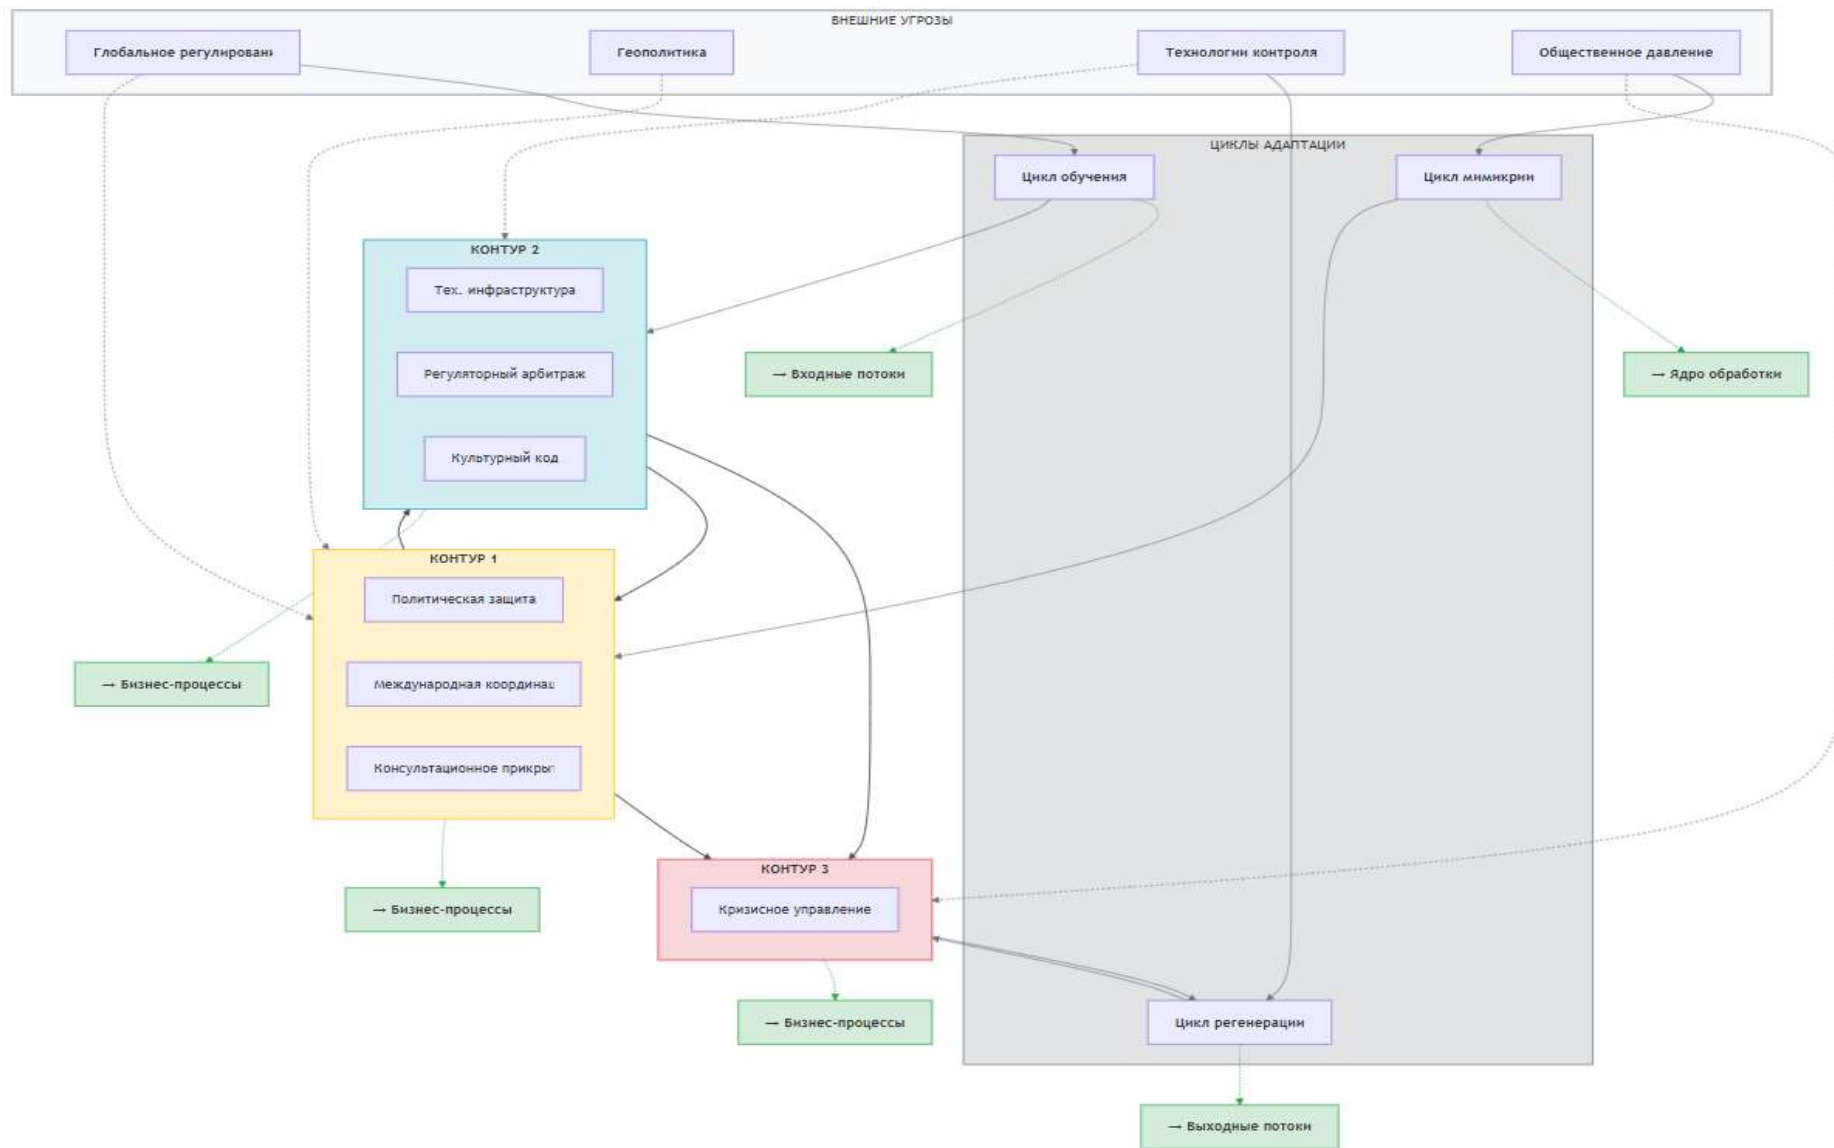 ВНЕШНИЕ УГРОЗЫ
Глобальное регулировани
Геополитика
Технологии контроля
Общественное давление
ЦИКЛЫ АДАПТАЦИИ
Цикл обучения
Цикл мимикрии
КОНТУР 2
Тех. инфраструктура
Регуляторный арбитраж
Культурный код
→ Входные потоки
→ Ядро обработки
КОНТУР 1
Политическая защита
Международная координац
Консультационное прикрыт
→ Бизнес-процессы
→ Бизнес-процессы
КОНТУР 3
Кризисное управление
→ Бизнес-процессы
Цикл регенерации
→ Выходные потоки